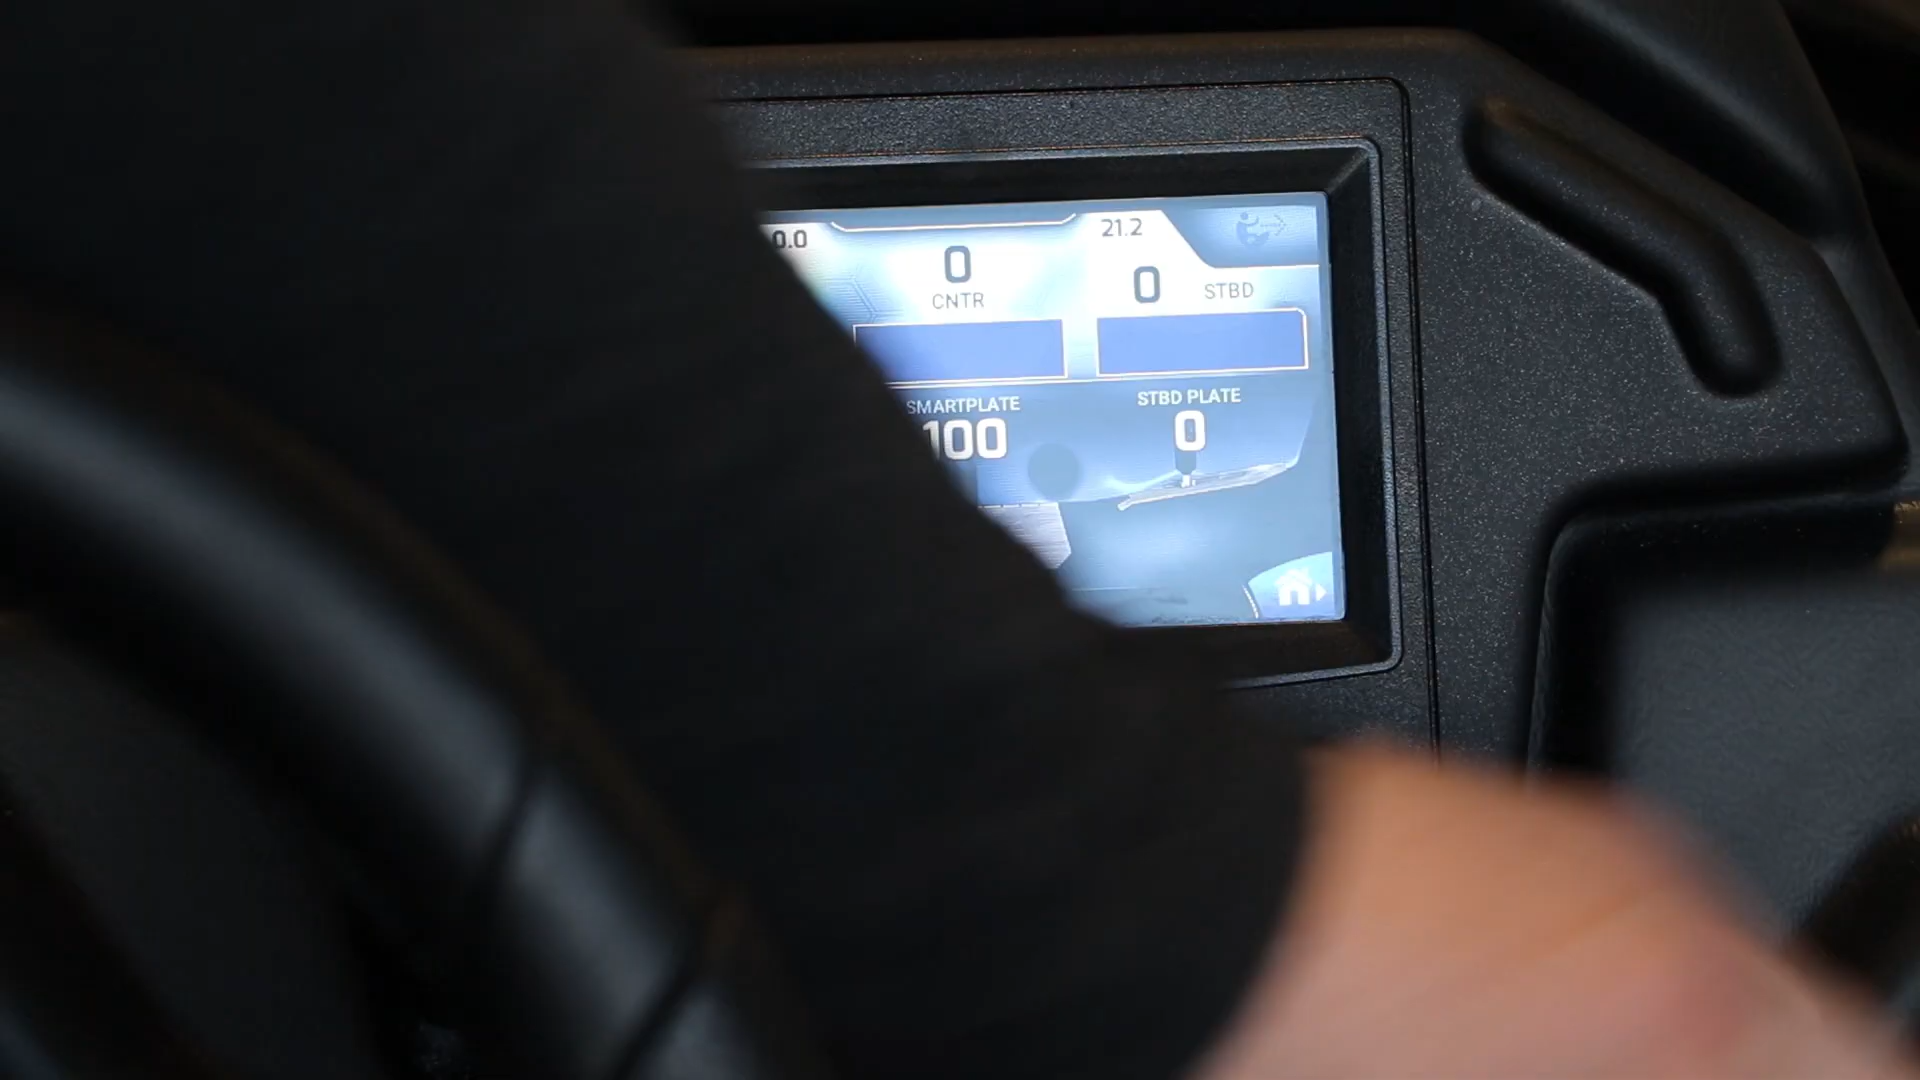 0.0
0
CNTR
21.2
0 STBD
SMARTPLATE
100
STBD PLATE
0